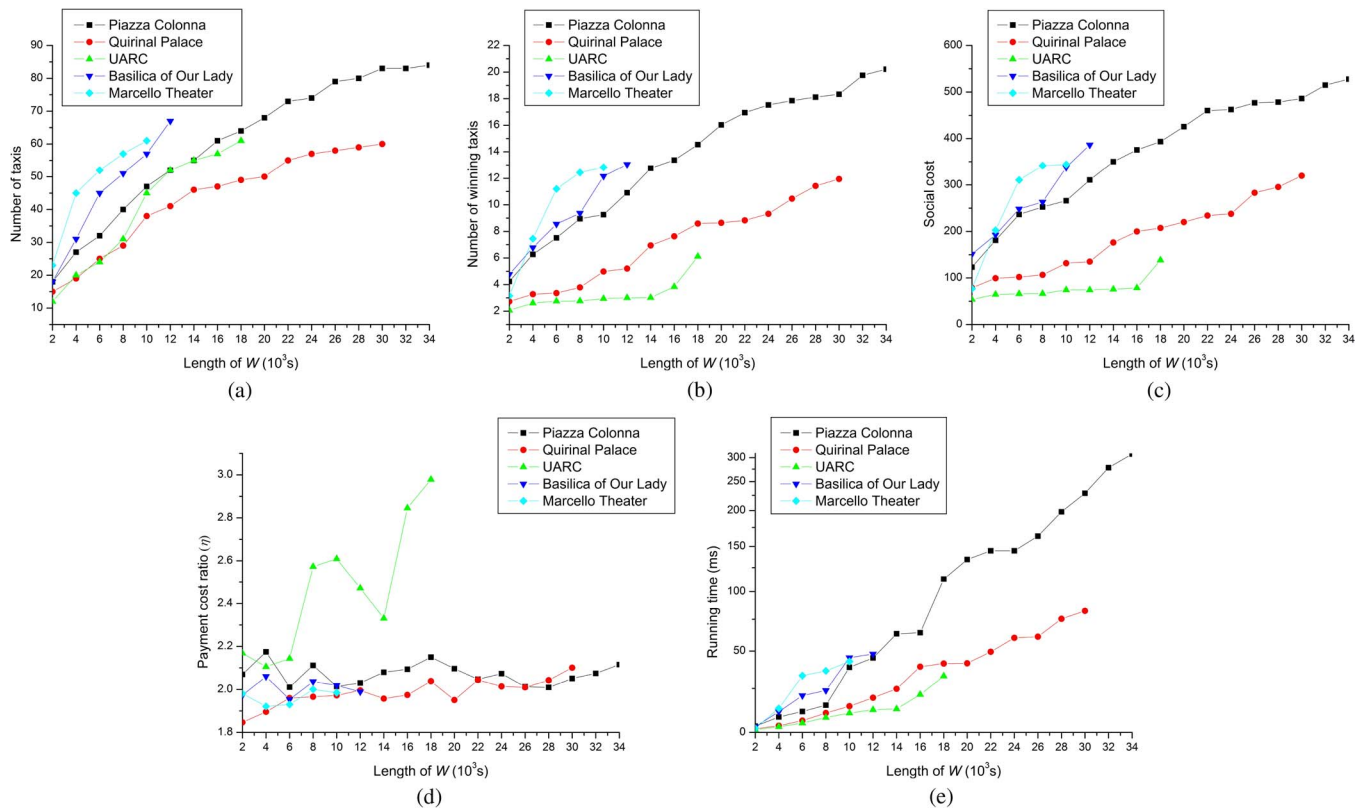 Piazza Colonna
Quirinal Palace
UARC
Basilica of Our Lady
Marcello Theater
Number of taxis
90
80
70
60
50
40
30
20
10
2 4 6 8 10 12 14 16 18 20 22 24 26 28 30 32 34
Length of W (10³s)
(a)
Piazza Colonna
Quirinal Palace
UARC
Basilica of Our Lady
Marcello Theater
Number of winning taxis
22
20
18
16
14
12
10
8
6
4
2
2 4 6 8 10 12 14 16 18 20 22 24 26 28 30 32 34
Length of W (10³s)
(b)
Piazza Colonna
Quirinal Palace
UARC
Basilica of Our Lady
Marcello Theater
Social cost
600
500
400
300
200
100
0
2 4 6 8 10 12 14 16 18 20 22 24 26 28 30 32 34
Length of W (10³s)
(c)
Piazza Colonna
Quirinal Palace
UARC
Basilica of Our Lady
Marcello Theater
Payment cost ratio (η)
3.0
2.8
2.6
2.4
2.2
2.0
1.8
2 4 6 8 10 12 14 16 18 20 22 24 26 28 30 32 34
Length of W (10³s)
(d)
Piazza Colonna
Quirinal Palace
UARC
Basilica of Our Lady
Marcello Theater
Running time (ms)
300
250
200
150
100
50
0
2 4 6 8 10 12 14 16 18 20 22 24 26 28 30 32 34
Length of W (10³s)
(e)